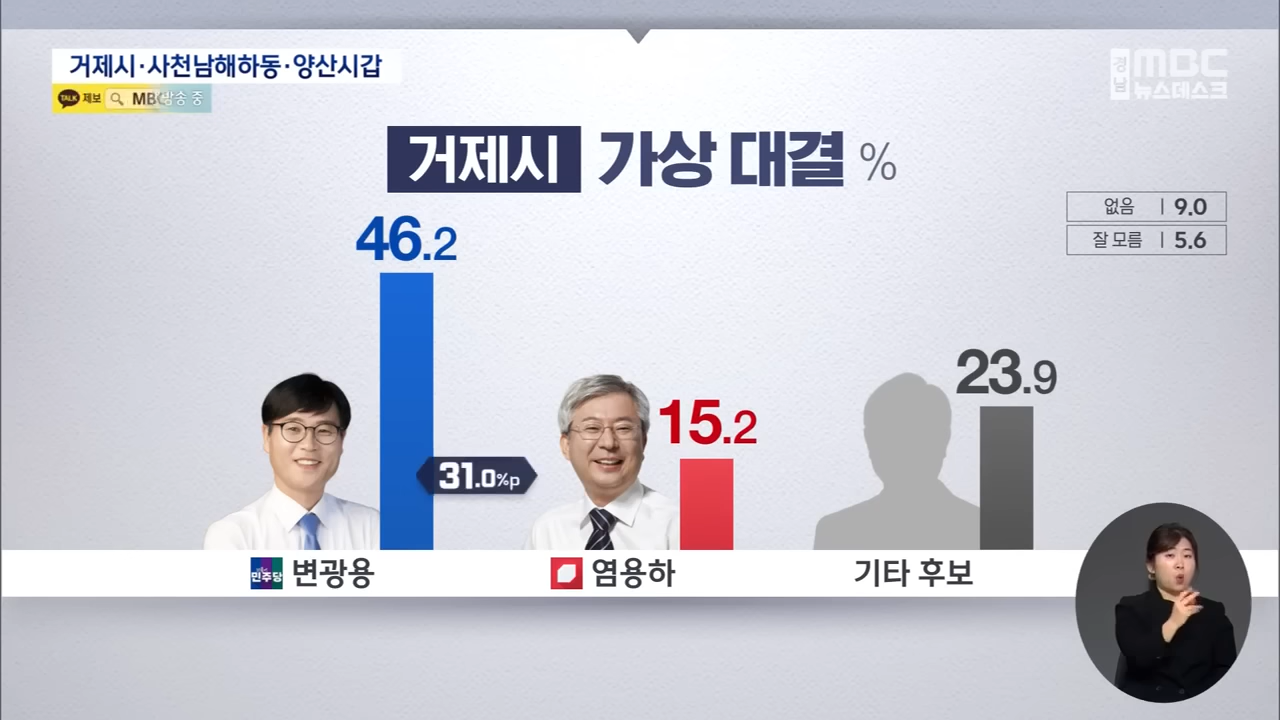 거제시·사천남해하동·양산시갑
TALK 제보 MBC 방송 중
경남 MBC 뉴스데스크
거제시 가상 대결 %
없음 | 9.0
잘 모름 | 5.6
46.2
31.0%p
15.2
23.9
민주당 변광용
염용하
기타 후보